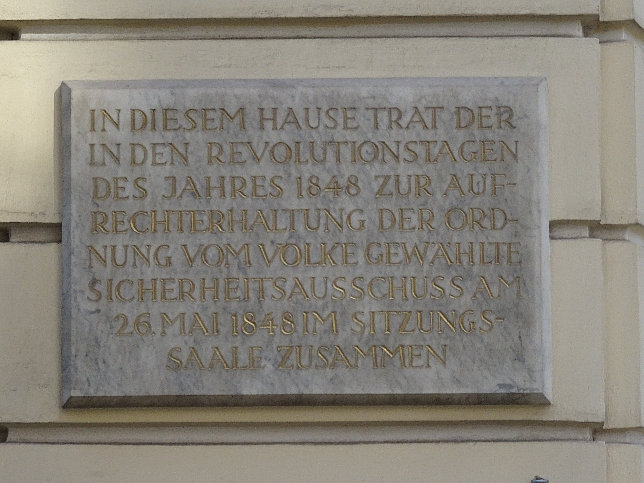 IN DIESEM HAUSE TRAT DER
IN DEN REVOLUTIONSTAGEN
DES JAHRES 1848 ZUR AUF-
RECHTERHALTUNG DER ORD-
NUNG VOM VOLKE GEWÄHLTE
SICHERHEITSAUSSCHUSS AM
26. MAI 1848 IM SITZUNGS-
SAALE ZUSAMMEN